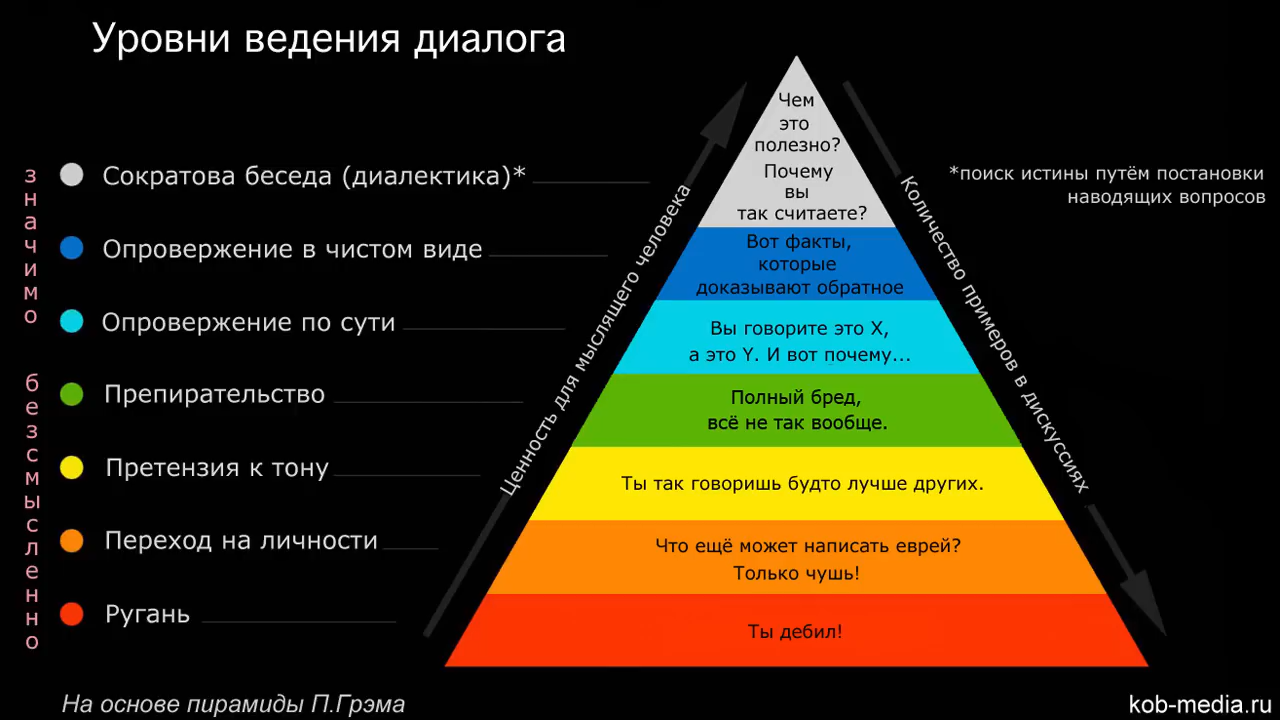 Уровни ведения диалога
значимо
бессмысленно
Сократова беседа (диалектика)*
Опровержение в чистом виде
Опровержение по сути
Препирательство
Претензия к тону
Переход на личности
Ругань
Ценность для мыслящего человека
Чем
это
полезно?
Почему
вы
так считаете?
Вот факты,
которые
доказывают обратное
Вы говорите это X,
а это Y. И вот почему...
Полный бред,
всё не так вообще.
Ты так говоришь будто лучше других.
Что ещё может написать еврей?
Только чушь!
Ты дебил!
Количество примеров в дискуссиях
*поиск истины путём постановки
наводящих вопросов
На основе пирамиды П.Грэма
kob-media.ru